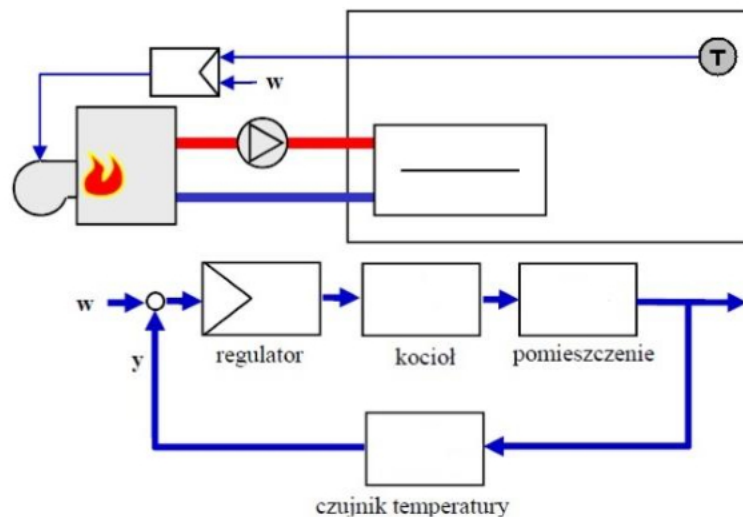 T
w
w
y
regulator
kocioł
pomieszczenie
czujnik temperatury